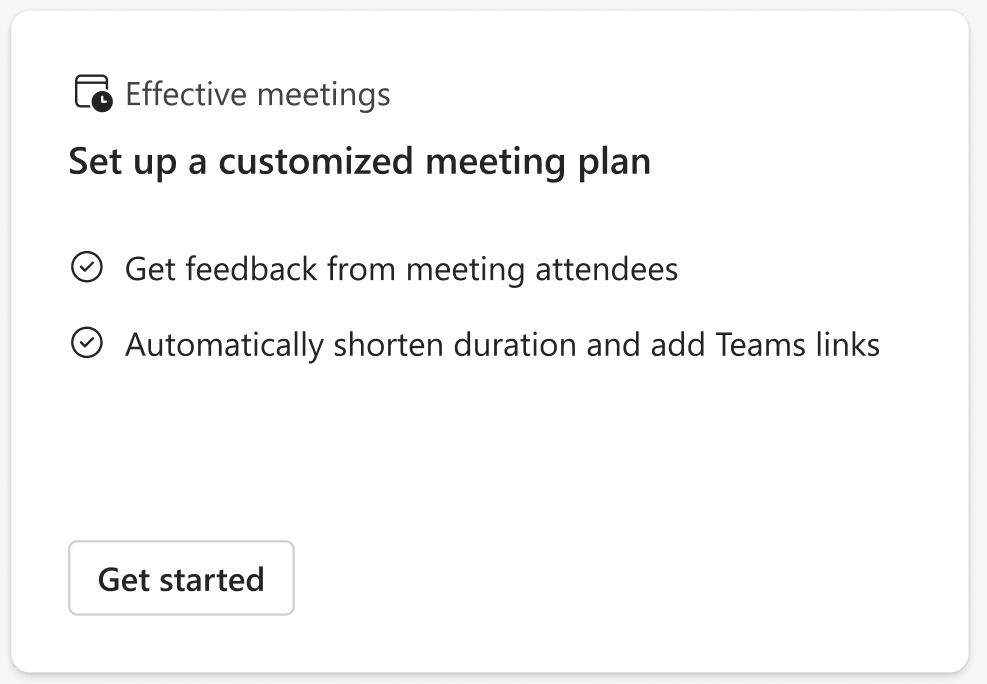 Effective meetings
Set up a customized meeting plan
Get feedback from meeting attendees
Automatically shorten duration and add Teams links
Get started